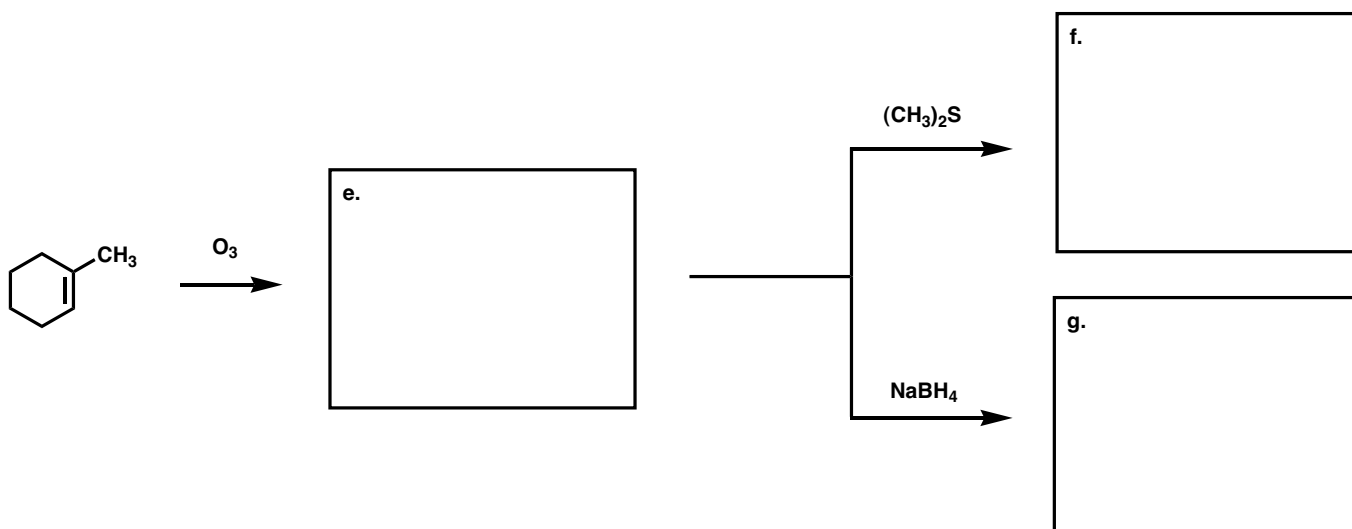 f.
(CH₃)₂S
e.
O₃
CH₃
g.
NaBH₄